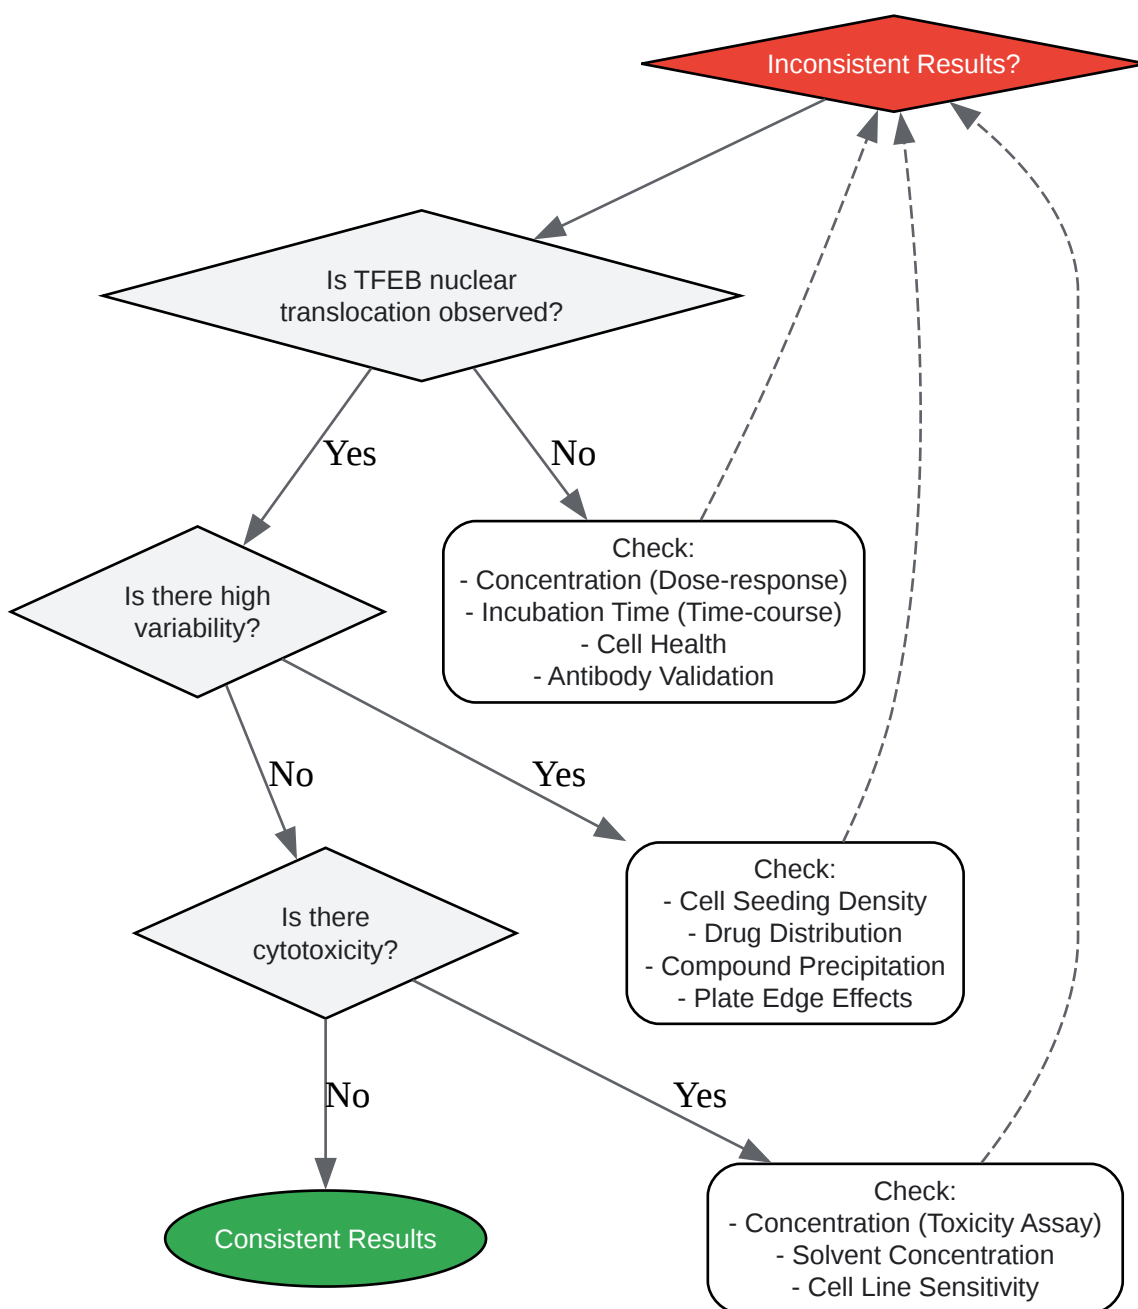 Inconsistent Results?
Is TFEB nuclear
translocation observed?
Yes
No
Is there high
variability?
Check:
- Concentration (Dose-response)
- Incubation Time (Time-course)
- Cell Health
- Antibody Validation
No
Yes
Is there
cytotoxicity?
Check:
- Cell Seeding Density
- Drug Distribution
- Compound Precipitation
- Plate Edge Effects
No
Yes
Consistent Results
Check:
- Concentration (Toxicity Assay)
- Solvent Concentration
- Cell Line Sensitivity